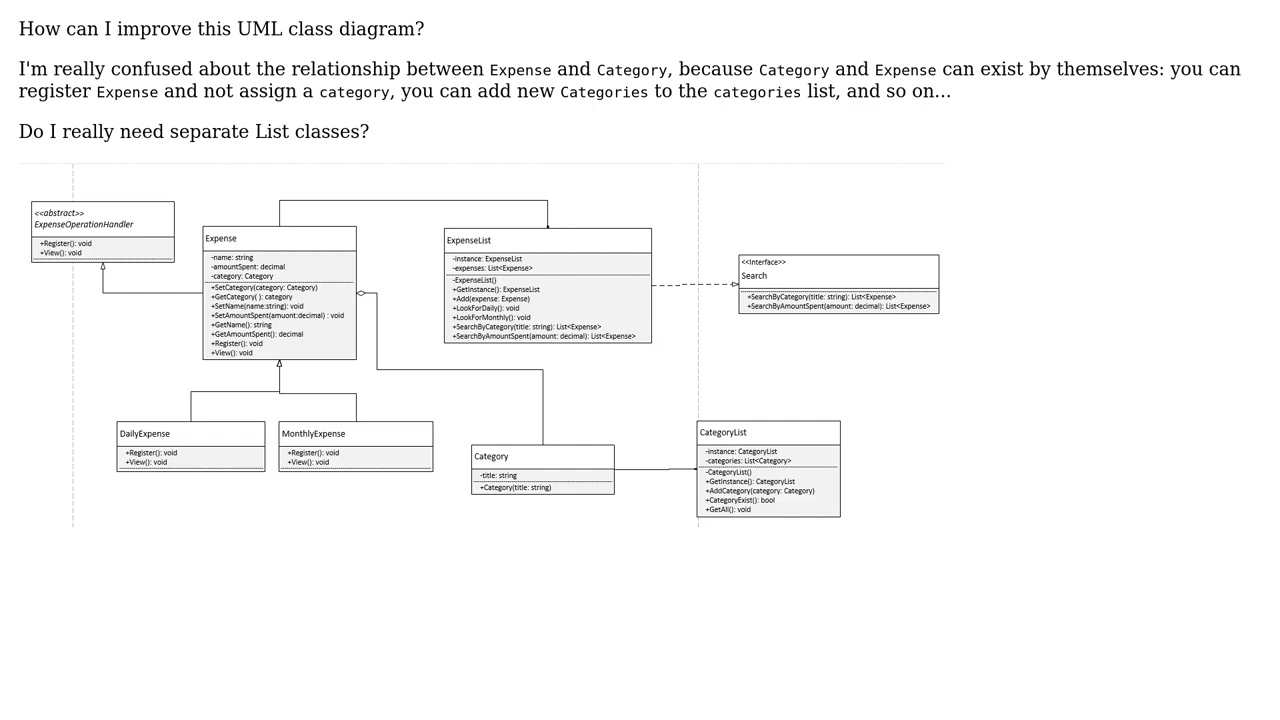 How can I improve this UML class diagram?
I'm really confused about the relationship between Expense and Category, because Category and Expense can exist by themselves: you can
register Expense and not assign a category, you can add new Categories to the categories list, and so on...
Do I really need separate List classes?
<<abstract>>
ExpenseOperationHandler
+Register(): void
+View(): void
Expense
-name: string
-amountSpent: decimal
-category: Category
+SetCategory(category: Category)
+GetCategory( ): category
+SetName(name:string): void
+SetAmountSpent(amuont:decimal) : void
+GetName(): string
+GetAmountSpent(): decimal
+Register(): void
+View(): void
ExpenseList
-instance: ExpenseList
-expenses: List<Expense>
-ExpenseList()
+GetInstance(): ExpenseList
+Add(expense: Expense)
+LookForDaily(): void
+LookForMonthly(): void
+SearchByCategory(title: string): List<Expense>
+SearchByAmountSpent(amount: decimal): List<Expense>
<<Interface>>
Search
+SearchByCategory(title: string): List<Expense>
+SearchByAmountSpent(amount: decimal): List<Expense>
DailyExpense
+Register(): void
+View(): void
MonthlyExpense
+Register(): void
+View(): void
Category
-title: string
+Category(title: string)
CategoryList
-instance: CategoryList
-categories: List<Category>
-CategoryList()
+GetInstance(): CategoryList
+AddCategory(category: Category)
+CategoryExist(): bool
+GetAll(): void